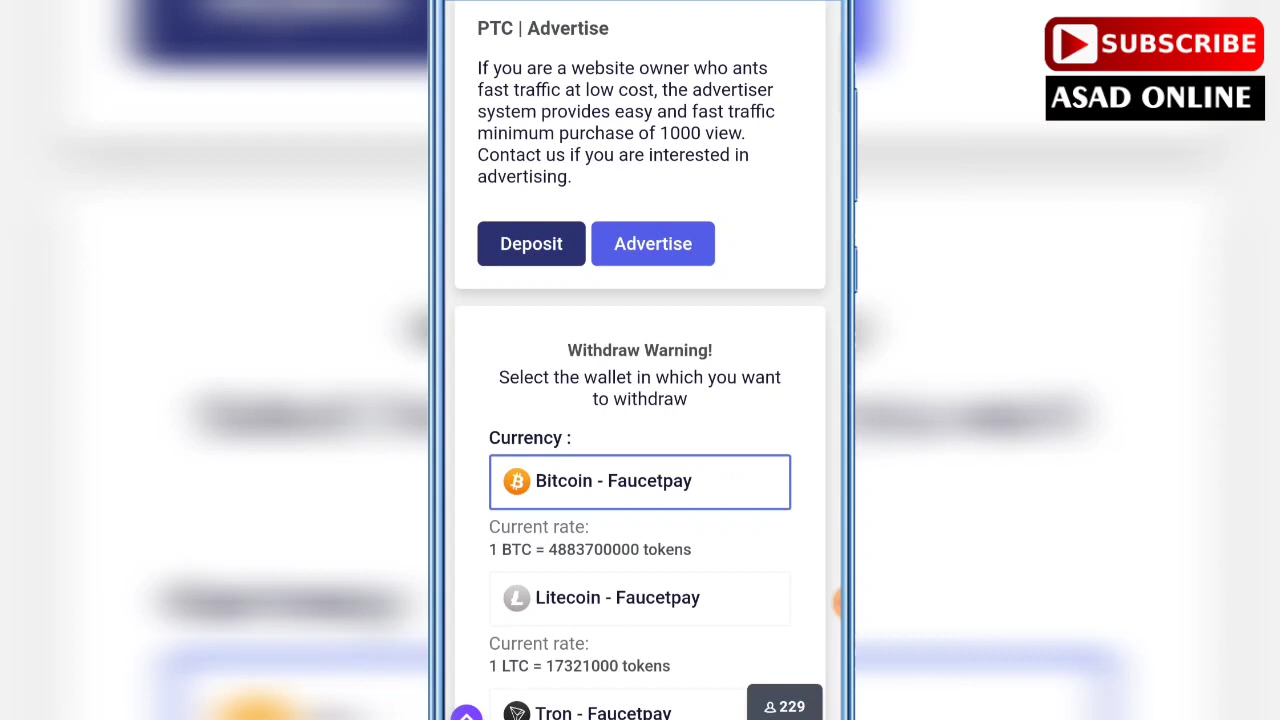 PTC | Advertise
If you are a website owner who ants
fast traffic at low cost, the advertiser
system provides easy and fast traffic
minimum purchase of 1000 view.
Contact us if you are interested in
advertising.
Deposit Advertise
Withdraw Warning!
Select the wallet in which you want
to withdraw
Currency :
Bitcoin - Faucetpay
Current rate:
1 BTC = 4883700000 tokens
Litecoin - Faucetpay
Current rate:
1 LTC = 17321000 tokens
Tron - Faucetpay
229
SUBSCRIBE
ASAD ONLINE